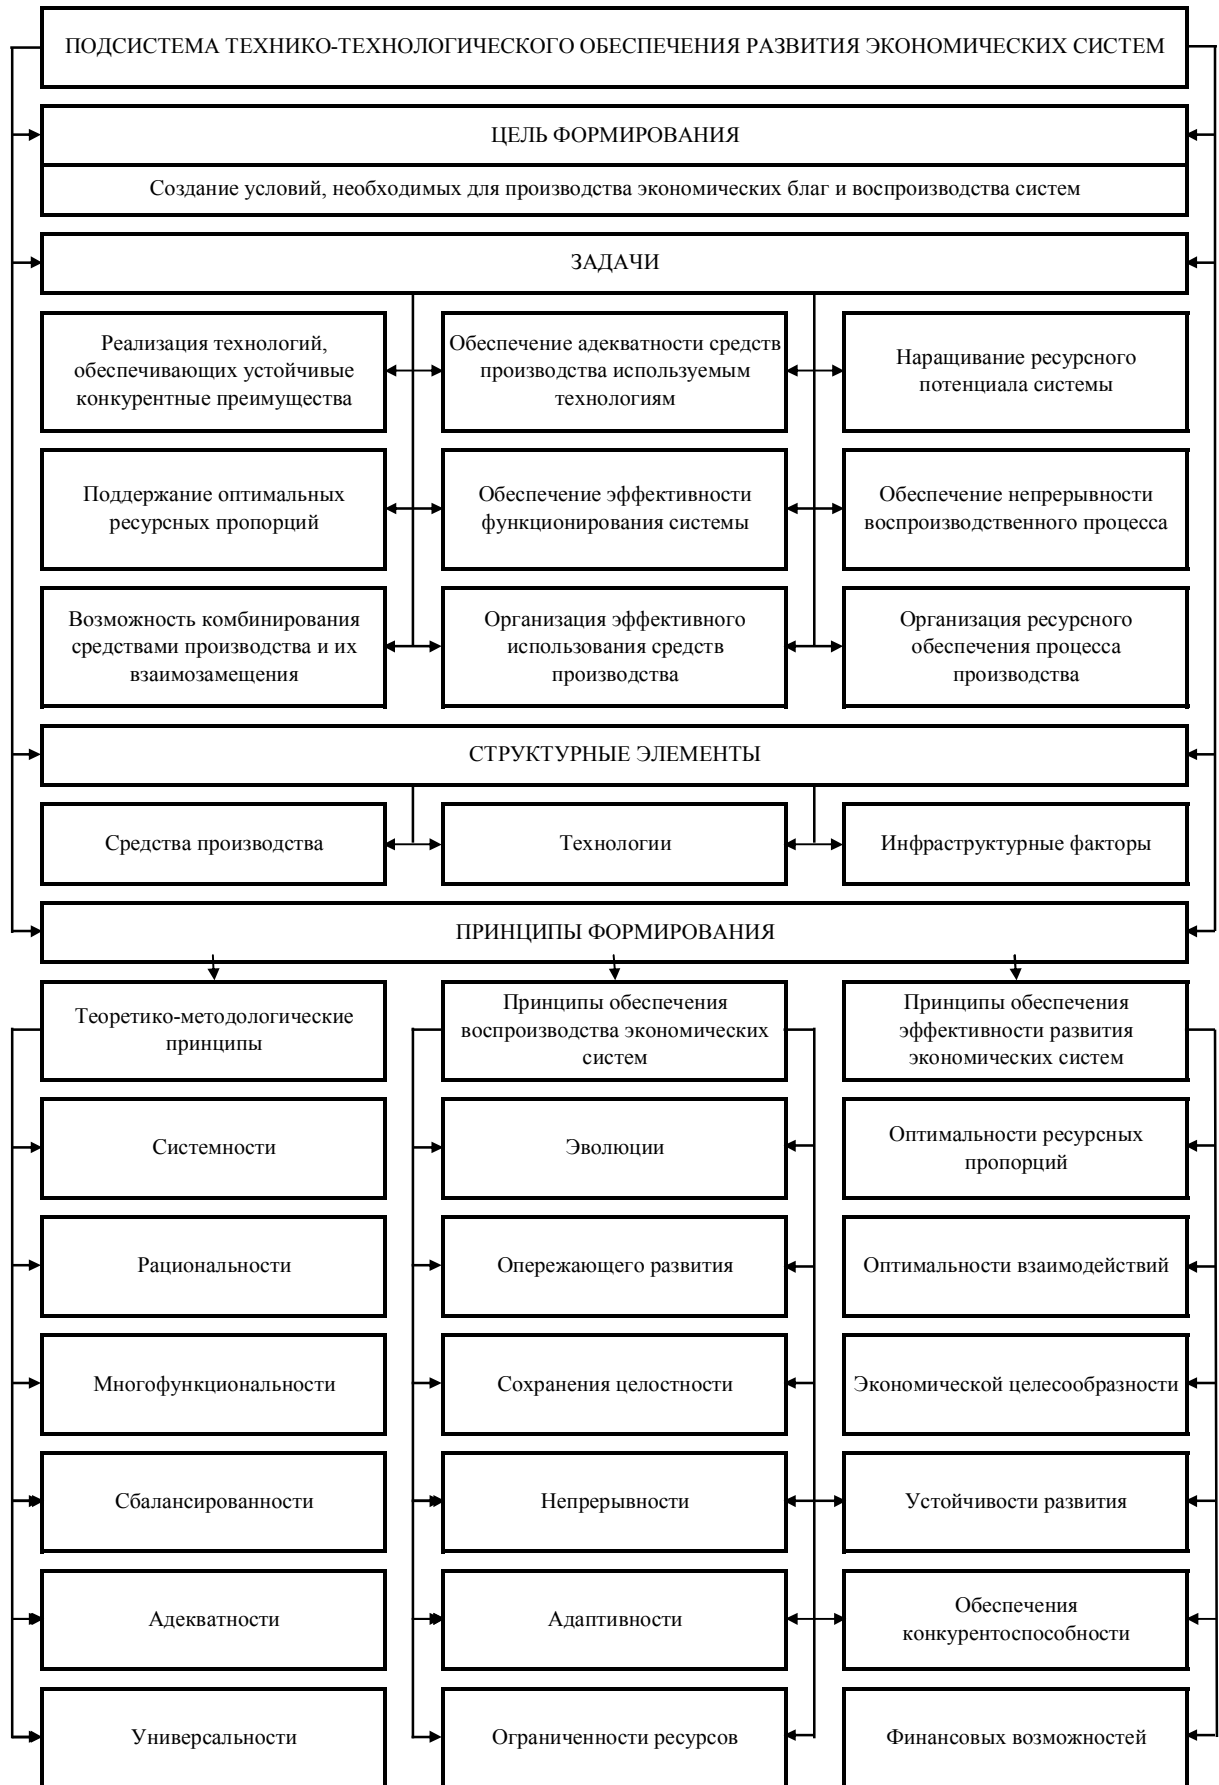 ПОДСИСТЕМА ТЕХНИКО-ТЕХНОЛОГИЧЕСКОГО ОБЕСПЕЧЕНИЯ РАЗВИТИЯ ЭКОНОМИЧЕСКИХ СИСТЕМ
ЦЕЛЬ ФОРМИРОВАНИЯ
Создание условий, необходимых для производства экономических благ и воспроизводства систем
ЗАДАЧИ
Реализация технологий,
обеспечивающих устойчивые
конкурентные преимущества
Обеспечение адекватности средств
производства используемым
технологиям
Наращивание ресурсного
потенциала системы
Поддержание оптимальных
ресурсных пропорций
Обеспечение эффективности
функционирования системы
Обеспечение непрерывности
воспроизводственного процесса
Возможность комбинирования
средствами производства и их
взаимозамещения
Организация эффективного
использования средств
производства
Организация ресурсного
обеспечения процесса
производства
СТРУКТУРНЫЕ ЭЛЕМЕНТЫ
Средства производства
Технологии
Инфраструктурные факторы
ПРИНЦИПЫ ФОРМИРОВАНИЯ
Теоретико-методологические
принципы
Принципы обеспечения
воспроизводства экономических
систем
Принципы обеспечения
эффективности развития
экономических систем
Системности
Эволюции
Оптимальности ресурсных
пропорций
Рациональности
Опережающего развития
Оптимальности взаимодействий
Многофункциональности
Сохранения целостности
Экономической целесообразности
Сбалансированности
Непрерывности
Устойчивости развития
Адекватности
Адаптивности
Обеспечения
конкурентоспособности
Универсальности
Ограниченности ресурсов
Финансовых возможностей